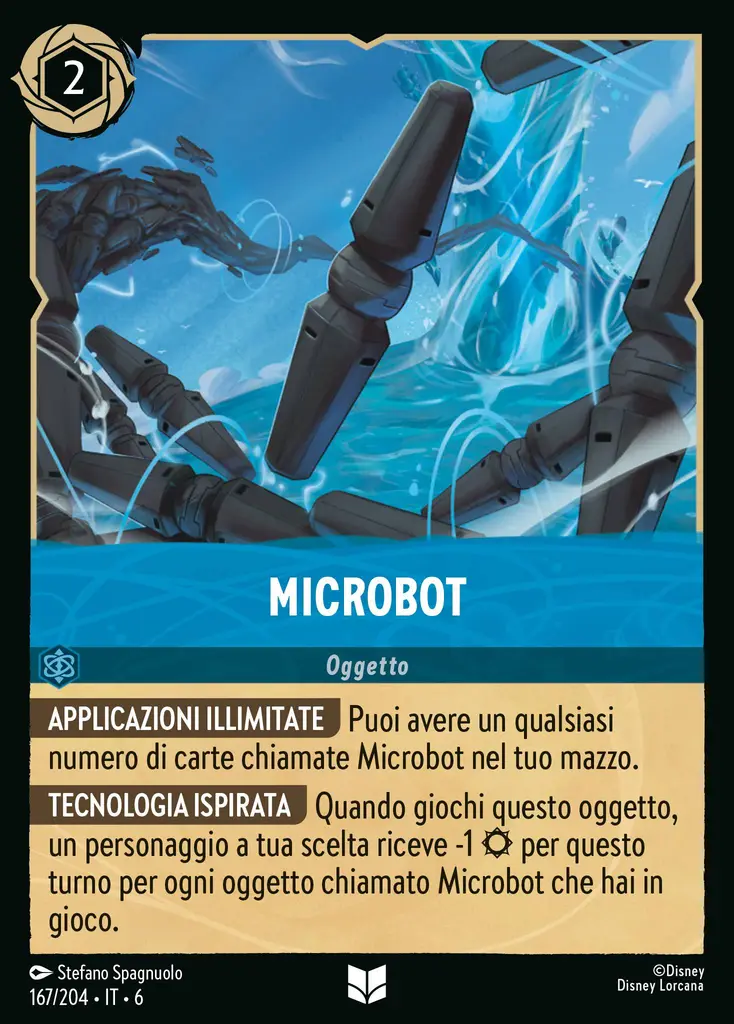 2
MICROBOT
Oggetto
APPLICAZIONI ILLIMITATE Puoi avere un qualsiasi
numero di carte chiamate Microbot nel tuo mazzo.
TECNOLOGIA ISPIRATA Quando giochi questo oggetto,
un personaggio a tua scelta riceve -1 per questo
turno per ogni oggetto chiamato Microbot che hai in
gioco.
Stefano Spagnuolo
167/204 • IT • 6
©Disney
Disney Lorcana